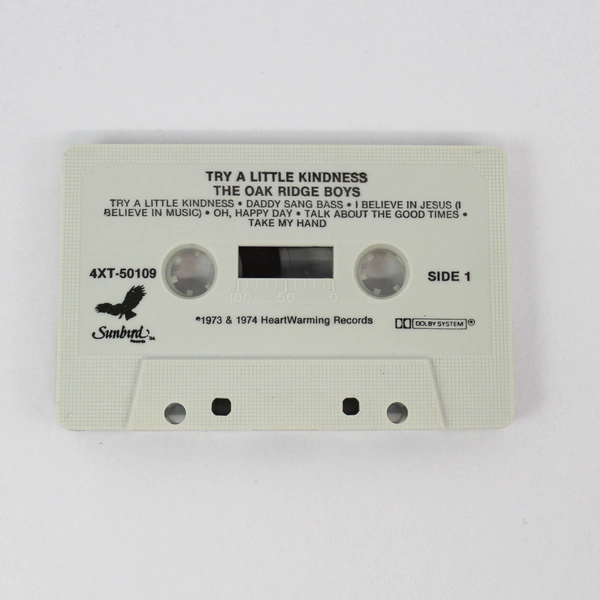 TRY A LITTLE KINDNESS
THE OAK RIDGE BOYS
TRY A LITTLE KINDNESS • DADDY SANG BASS • I BELIEVE IN JESUS (I
BELIEVE IN MUSIC) • OH, HAPPY DAY • TALK ABOUT THE GOOD TIMES •
TAKE MY HAND
4XT-50109
SIDE 1
100 50 0
℗1973 & 1974 HeartWarming Records
DOLBY SYSTEM®
Sunbird
Records Ltd.